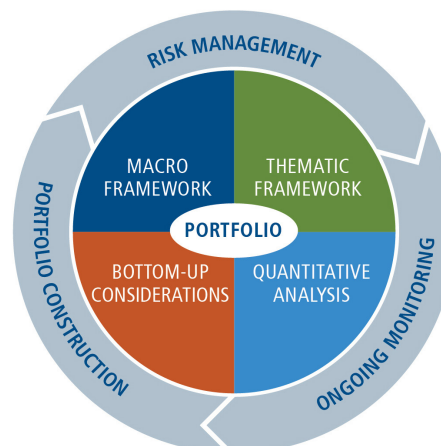 RISK MANAGEMENT
MACRO
FRAMEWORK
THEMATIC
FRAMEWORK
PORTFOLIO
BOTTOM-UP
CONSIDERATIONS
QUANTITATIVE
ANALYSIS
PORTFOLIO CONSTRUCTION
ONGOING MONITORING